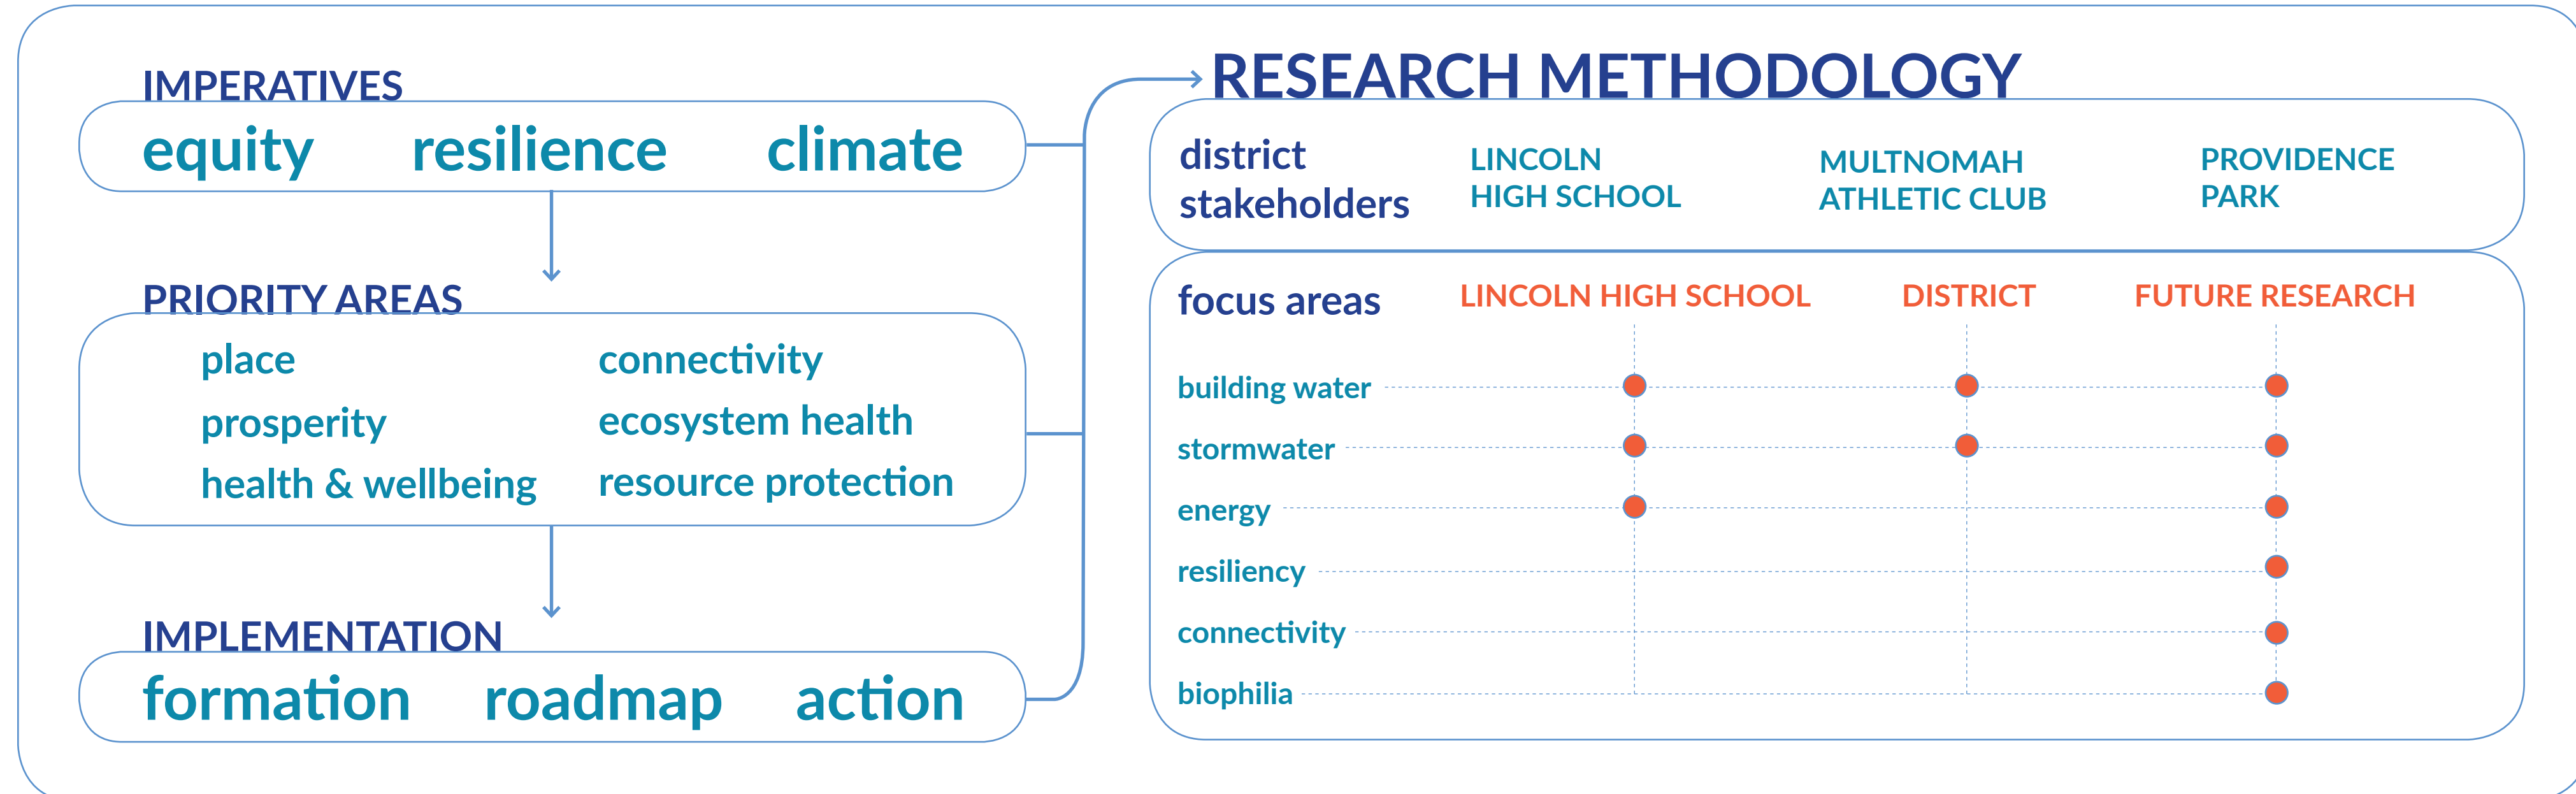 IMPERATIVES
equity resilience climate
PRIORITY AREAS
place connectivity
prosperity ecosystem health
health & wellbeing resource protection
IMPLEMENTATION
formation roadmap action
RESEARCH METHODOLOGY
district
stakeholders
LINCOLN
HIGH SCHOOL
MULTNOMAH
ATHLETIC CLUB
PROVIDENCE
PARK
focus areas LINCOLN HIGH SCHOOL DISTRICT FUTURE RESEARCH
building water
stormwater
energy
resiliency
connectivity
biophilia